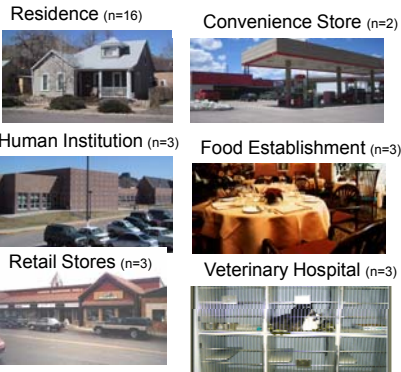 Residence (n=16)
Convenience Store (n=2)
Human Institution (n=3)
Food Establishment (n=3)
Retail Stores (n=3)
Veterinary Hospital (n=3)